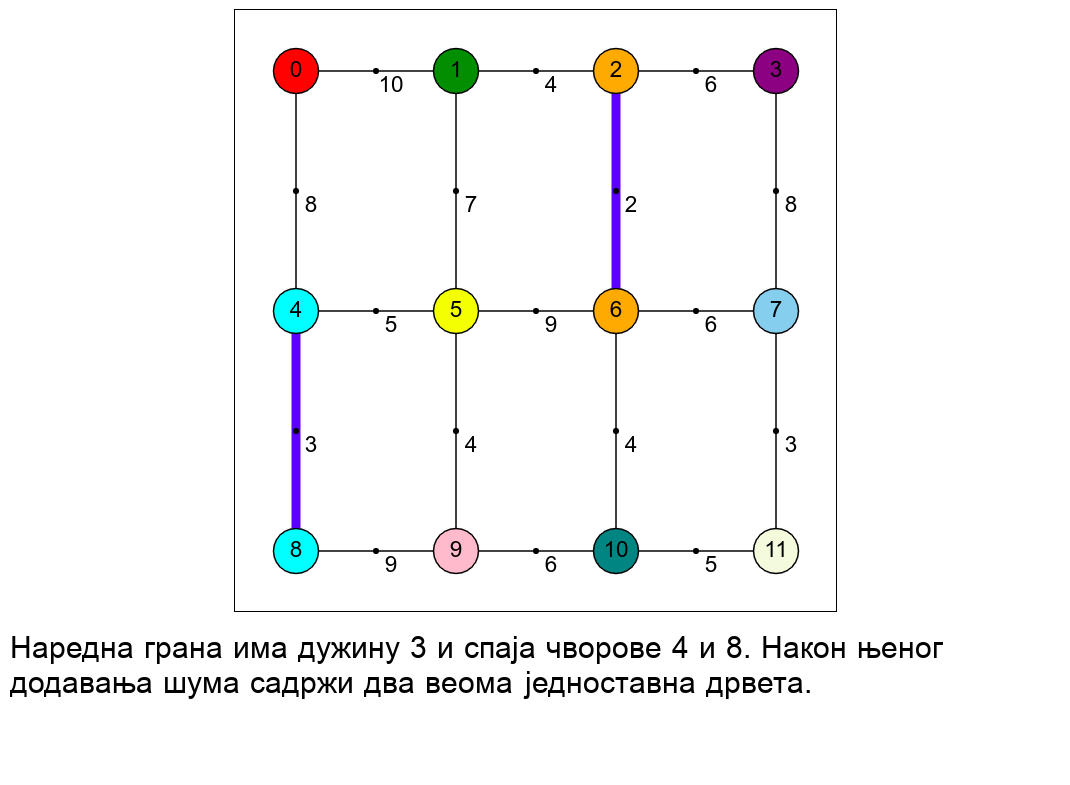 0 10 1 4 2 6 3
8 7 2 8
4 5 5 9 6 6 7
3 4 4 3
8 9 9 6 10 5 11
Наредна грана има дужину 3 и спаја чворове 4 и 8. Након њеног
додавања шума садржи два веома једноставна дрвета.